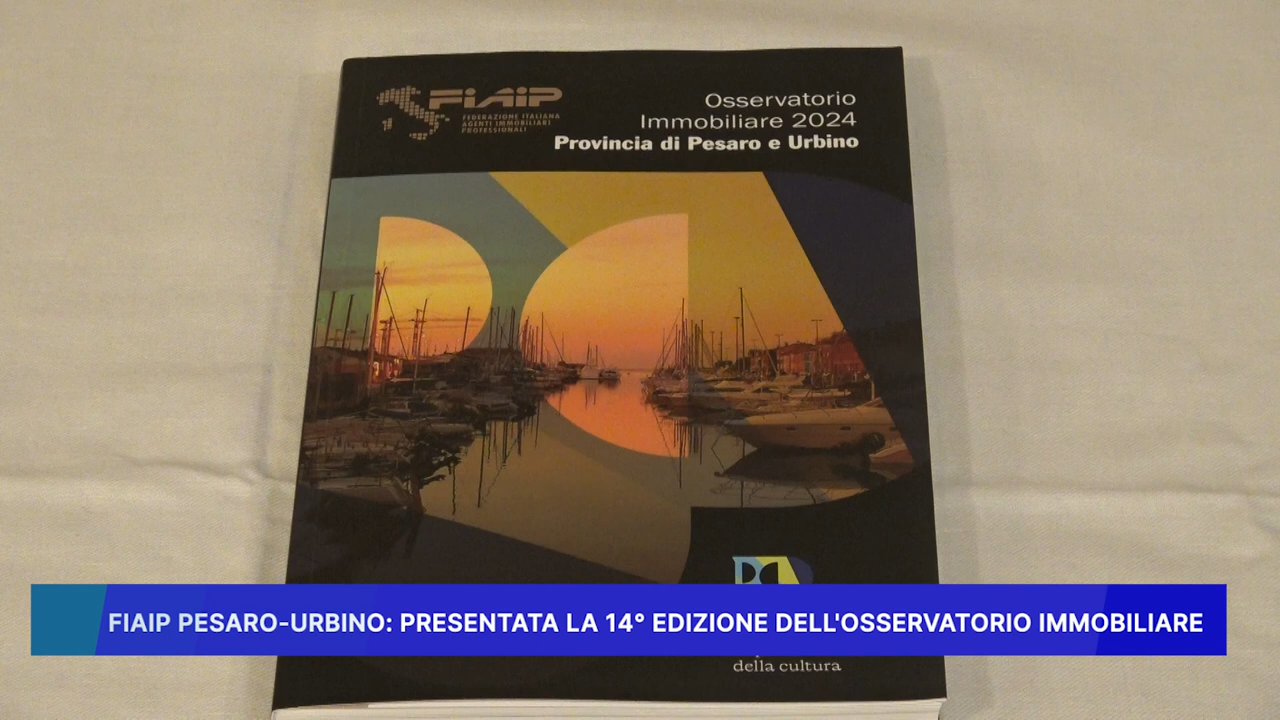 FIAIP
FEDERAZIONE ITALIANA
AGENTI IMMOBILIARI
PROFESSIONALI
Osservatorio
Immobiliare 2024
Provincia di Pesaro e Urbino
FIAIP PESARO-URBINO: PRESENTATA LA 14° EDIZIONE DELL'OSSERVATORIO IMMOBILIARE
della cultura